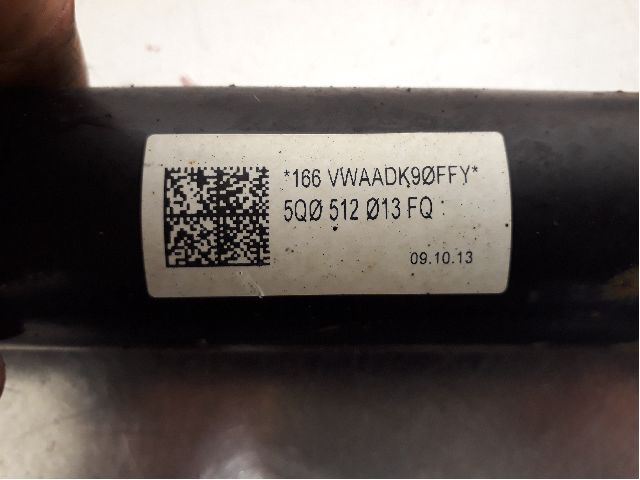 *166 VWAADK9ØFFY*
5QØ 512 Ø13 FQ
09.10.13